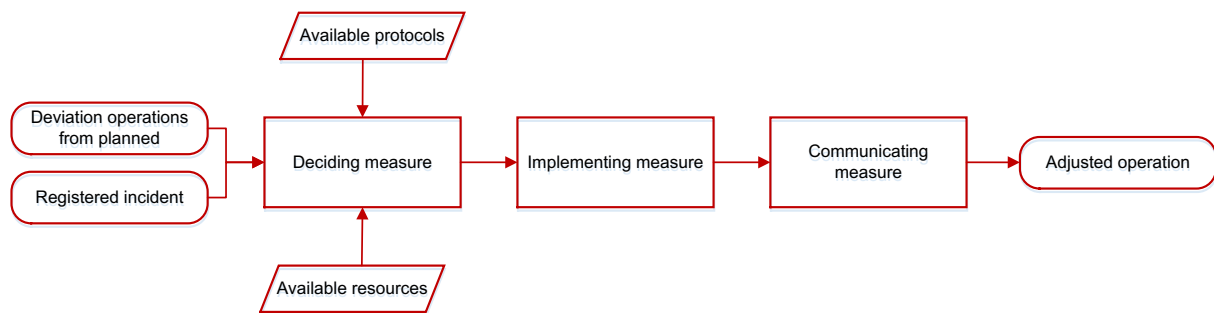 Available protocols
Deviation operations
from planned
Registered incident
Deciding measure
Implementing measure
Communicating
measure
Adjusted operation
Available resources